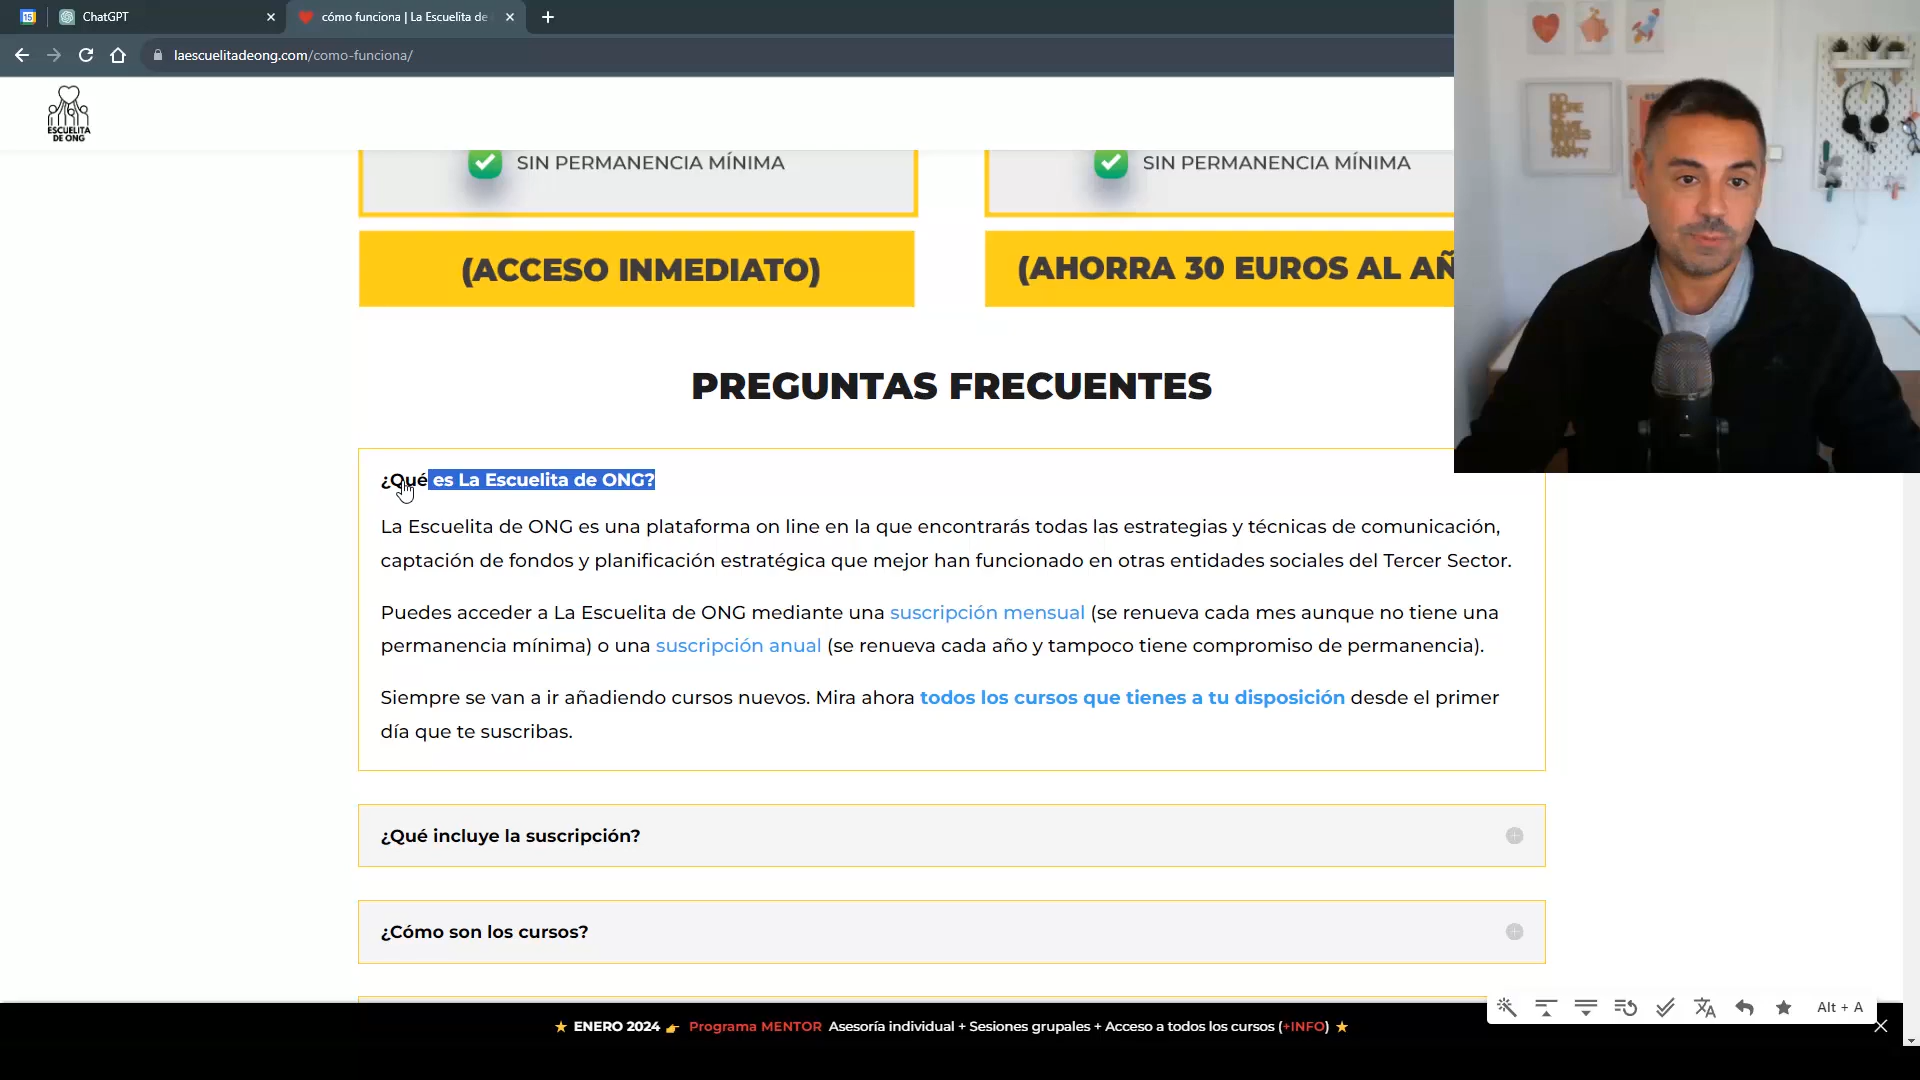 ChatGPT
cómo funciona | La Escuelita de
laescuelitadeong.com/como-funciona/
ESCUELITA
DE ONG
SIN PERMANENCIA MÍNIMA
SIN PERMANENCIA MÍNIMA
(ACCESO INMEDIATO)
(AHORRA 30 EUROS AL AÑ
DO
MORE
OF
WHAT
MAKES
YOU
HAPPY
PREGUNTAS FRECUENTES
¿Qué es La Escuelita de ONG?
La Escuelita de ONG es una plataforma on line en la que encontrarás todas las estrategias y técnicas de comunicación,
captación de fondos y planificación estratégica que mejor han funcionado en otras entidades sociales del Tercer Sector.
Puedes acceder a La Escuelita de ONG mediante una suscripción mensual (se renueva cada mes aunque no tiene una
permanencia mínima) o una suscripción anual (se renueva cada año y tampoco tiene compromiso de permanencia).
Siempre se van a ir añadiendo cursos nuevos. Mira ahora todos los cursos que tienes a tu disposición desde el primer
día que te suscribas.
¿Qué incluye la suscripción?
¿Cómo son los cursos?
Alt + A
★ ENERO 2024 👉 Programa MENTOR Asesoría individual + Sesiones grupales + Acceso a todos los cursos (+INFO) ★